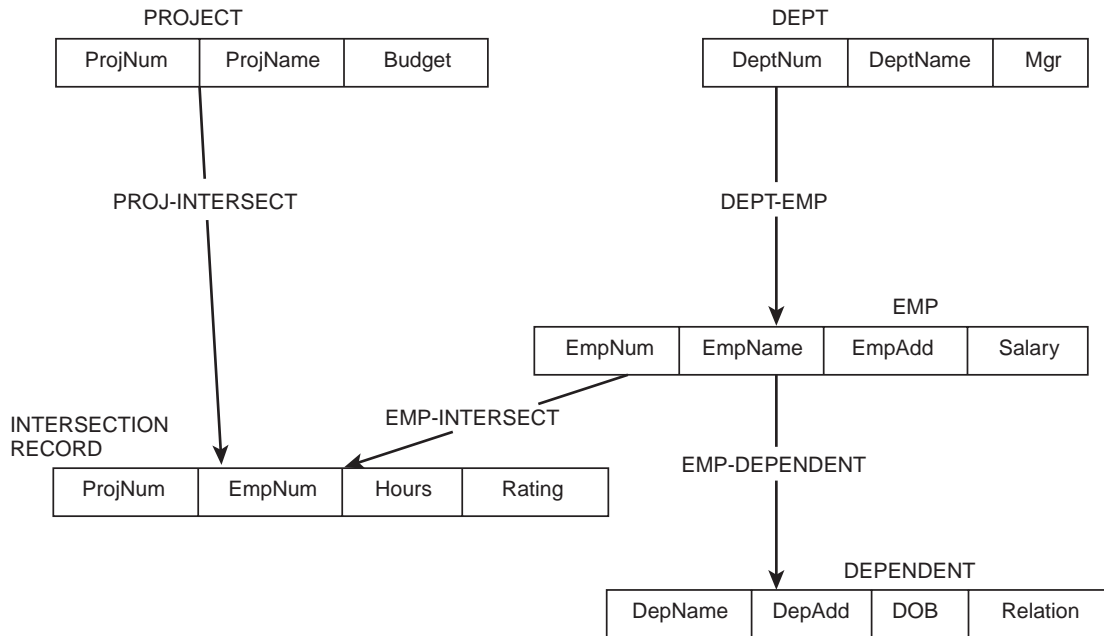 PROJECT
ProjNum ProjName Budget
DEPT
DeptNum DeptName Mgr
PROJ-INTERSECT
DEPT-EMP
EMP
EmpNum EmpName EmpAdd Salary
EMP-INTERSECT
INTERSECTION
RECORD
ProjNum EmpNum Hours Rating
EMP-DEPENDENT
DEPENDENT
DepName DepAdd DOB Relation